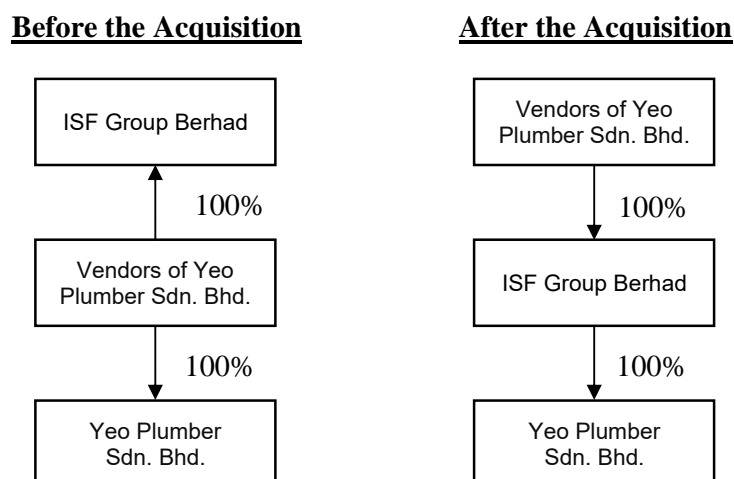 Before the Acquisition
ISF Group Berhad
100%
Vendors of Yeo
Plumber Sdn. Bhd.
100%
Yeo Plumber
Sdn. Bhd.
After the Acquisition
Vendors of Yeo
Plumber Sdn. Bhd.
100%
ISF Group Berhad
100%
Yeo Plumber
Sdn. Bhd.